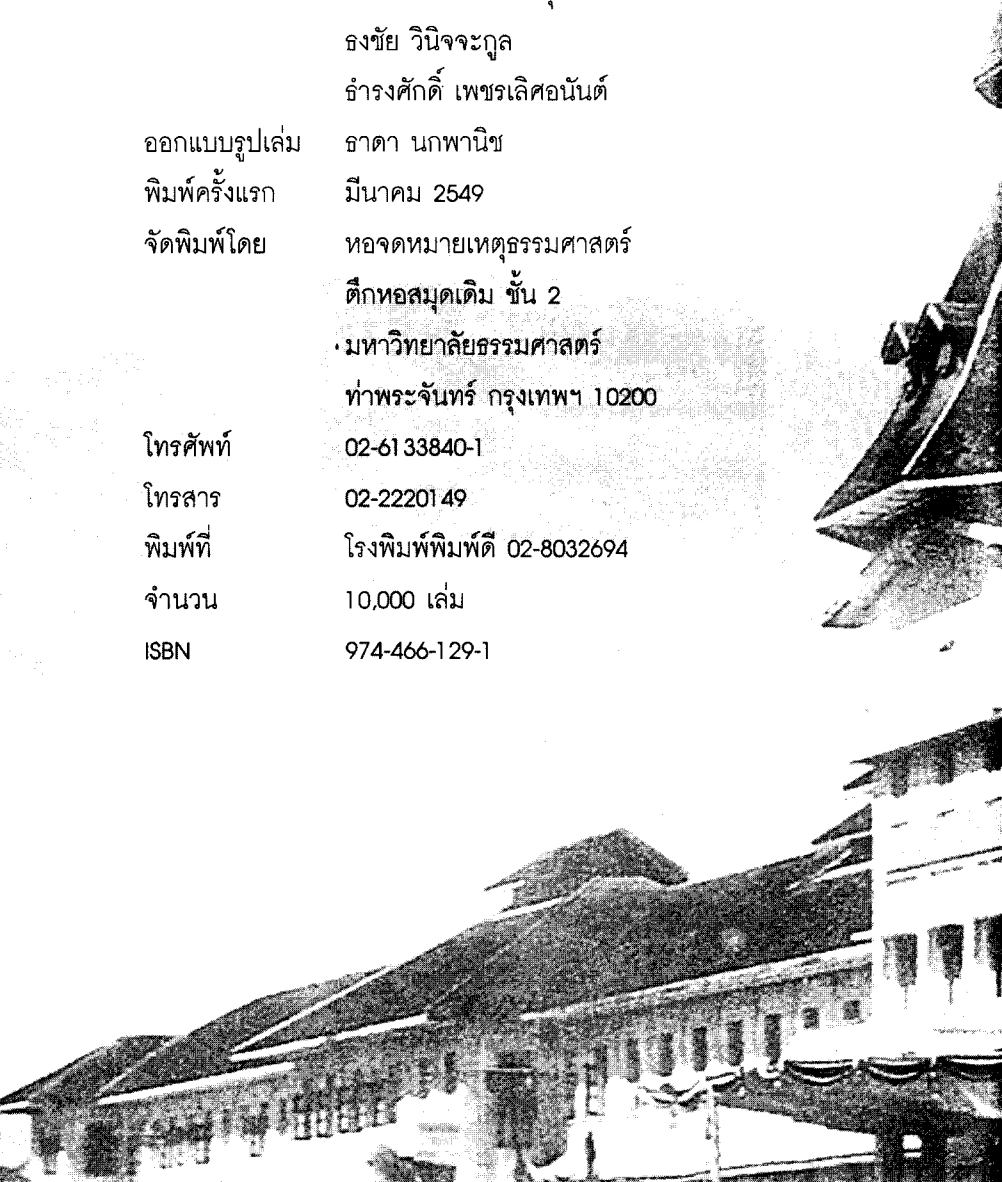 ธงชัย วินิจจะกูล
ธำรงศักดิ์ เพชรเลิศอนันต์
ออกแบบรูปเล่ม ธาดา นกพานิช
พิมพ์ครั้งแรก มีนาคม 2549
จัดพิมพ์โดย หอจดหมายเหตุธรรมศาสตร์
ตึกหอสมุดเดิม ชั้น 2
มหาวิทยาลัยธรรมศาสตร์
ท่าพระจันทร์ กรุงเทพฯ 10200
โทรศัพท์ 02-6133840-1
โทรสาร 02-2220149
พิมพ์ที่ โรงพิมพ์พิมพ์ดี 02-8032694
จำนวน 10,000 เล่ม
ISBN 974-466-129-1